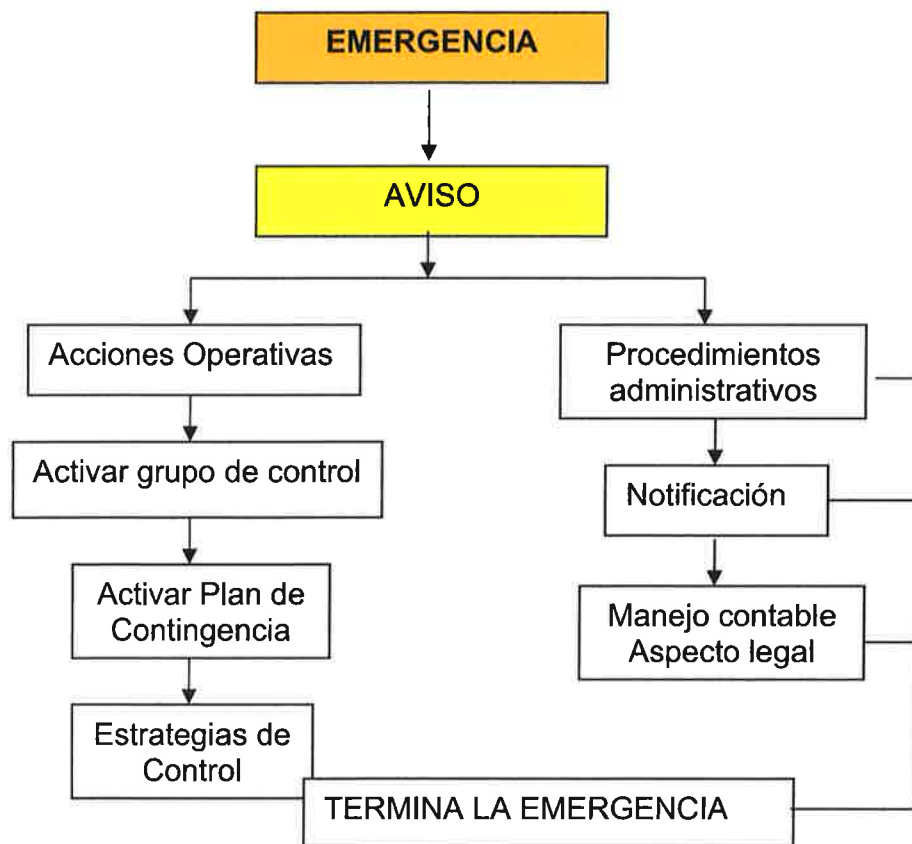 EMERGENCIA
AVISO
Acciones Operativas
Activar grupo de control
Activar Plan de
Contingencia
Estrategias de
Control
Procedimientos
administrativos
Notificación
Manejo contable
Aspecto legal
TERMINA LA EMERGENCIA